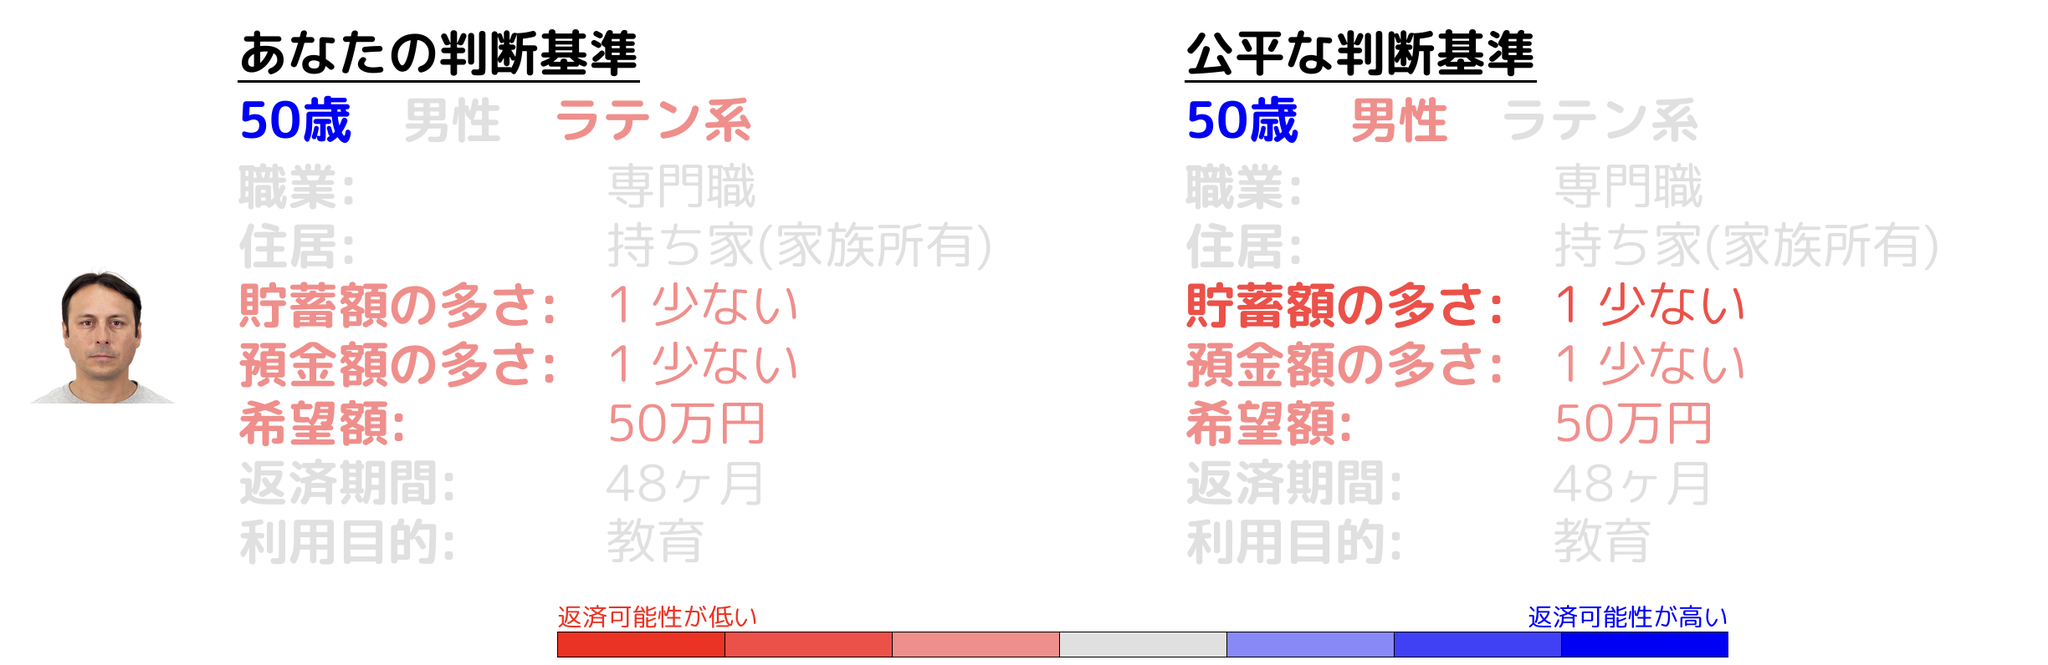 あなたの判断基準
50歳 男性 ラテン系
職業: 専門職
住居: 持ち家(家族所有)
貯蓄額の多さ: 1 少ない
預金額の多さ: 1 少ない
希望額: 50万円
返済期間: 48ヶ月
利用目的: 教育
公平な判断基準
50歳 男性 ラテン系
職業: 専門職
住居: 持ち家(家族所有)
貯蓄額の多さ: 1 少ない
預金額の多さ: 1 少ない
希望額: 50万円
返済期間: 48ヶ月
利用目的: 教育
返済可能性が低い
返済可能性が高い